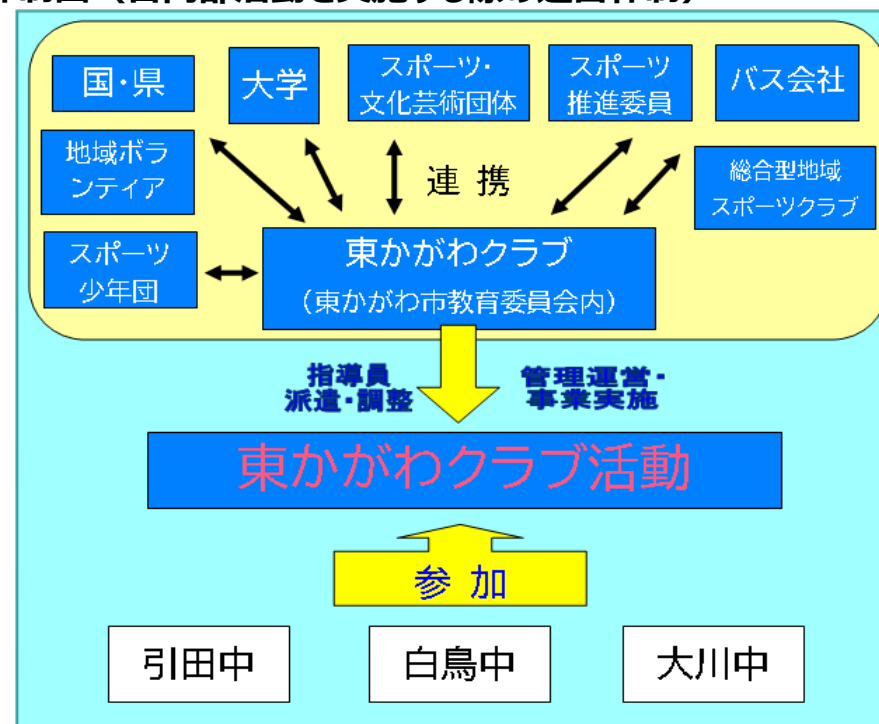 国・県
大学
スポーツ・
文化芸術団体
スポーツ
推進委員
バス会社
地域ボラ
ンティア
連 携
総合型地域
スポーツクラブ
スポーツ
少年団
東かがわクラブ
（東かがわ市教育委員会内）
指導員
派遣・調整
管理運営・
事業実施
東かがわクラブ活動
参 加
引田中
白鳥中
大川中